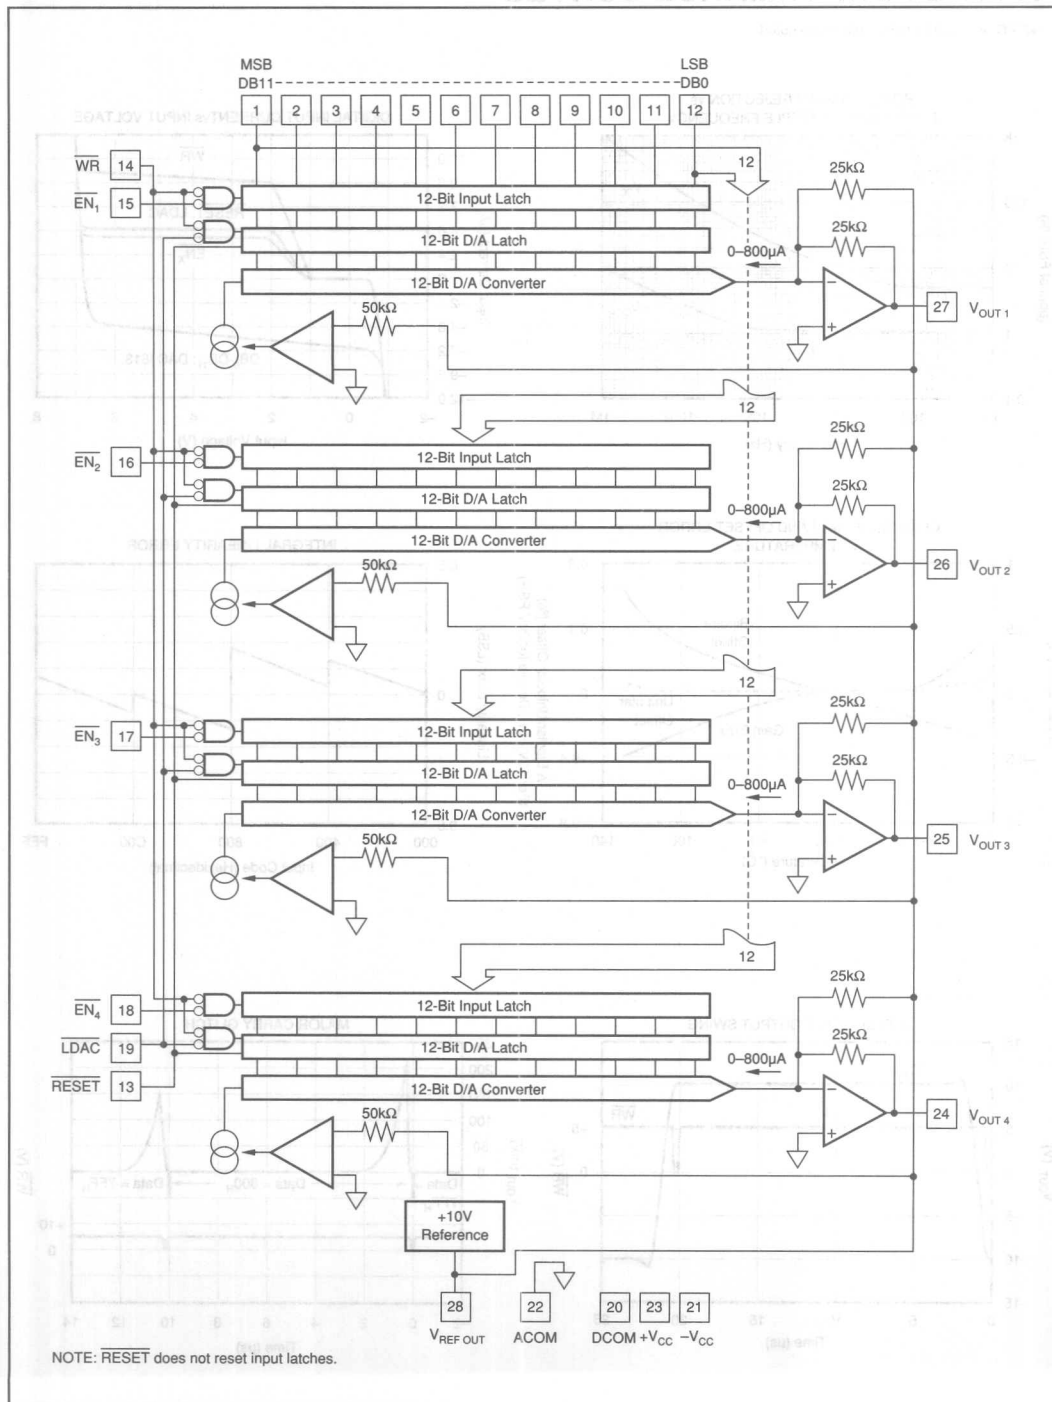 MSB LSB
DB11 DB0
1 2 3 4 5 6 7 8 9 10 11 12
WR 14
EN1 15
12
25kΩ
12-Bit Input Latch
25kΩ
12-Bit D/A Latch
0–800µA
12-Bit D/A Converter
50kΩ
27 VOUT 1
12
EN2 16
12-Bit Input Latch
25kΩ
12-Bit D/A Latch
25kΩ
0–800µA
12-Bit D/A Converter
50kΩ
26 VOUT 2
12
EN3 17
12-Bit Input Latch
25kΩ
12-Bit D/A Latch
25kΩ
0–800µA
12-Bit D/A Converter
50kΩ
25 VOUT 3
12
EN4 18
12-Bit Input Latch
25kΩ
LDAC 19
12-Bit D/A Latch
25kΩ
0–800µA
RESET 13
12-Bit D/A Converter
50kΩ
24 VOUT 4
+10V
Reference
28 22 20 23 21
VREF OUT ACOM DCOM +VCC –VCC
NOTE: RESET does not reset input latches.